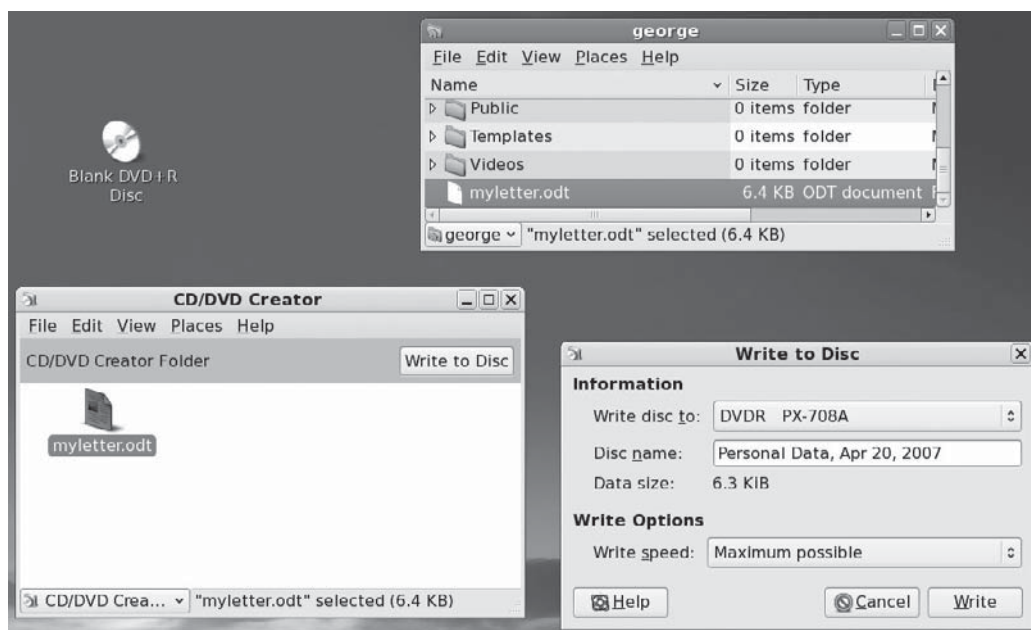 Blank DVD+R
Disc
george
File Edit View Places Help
Name Size Type
Public 0 items folder
Templates 0 items folder
Videos 0 items folder
myletter.odt 6.4 KB ODT document
george "myletter.odt" selected (6.4 KB)
CD/DVD Creator
File Edit View Places Help
CD/DVD Creator Folder Write to Disc
myletter.odt
CD/DVD Crea... "myletter.odt" selected (6.4 KB)
Write to Disc
Information
Write disc to: DVDR PX-708A
Disc name: Personal Data, Apr 20, 2007
Data size: 6.3 KiB
Write Options
Write speed: Maximum possible
Help Cancel Write